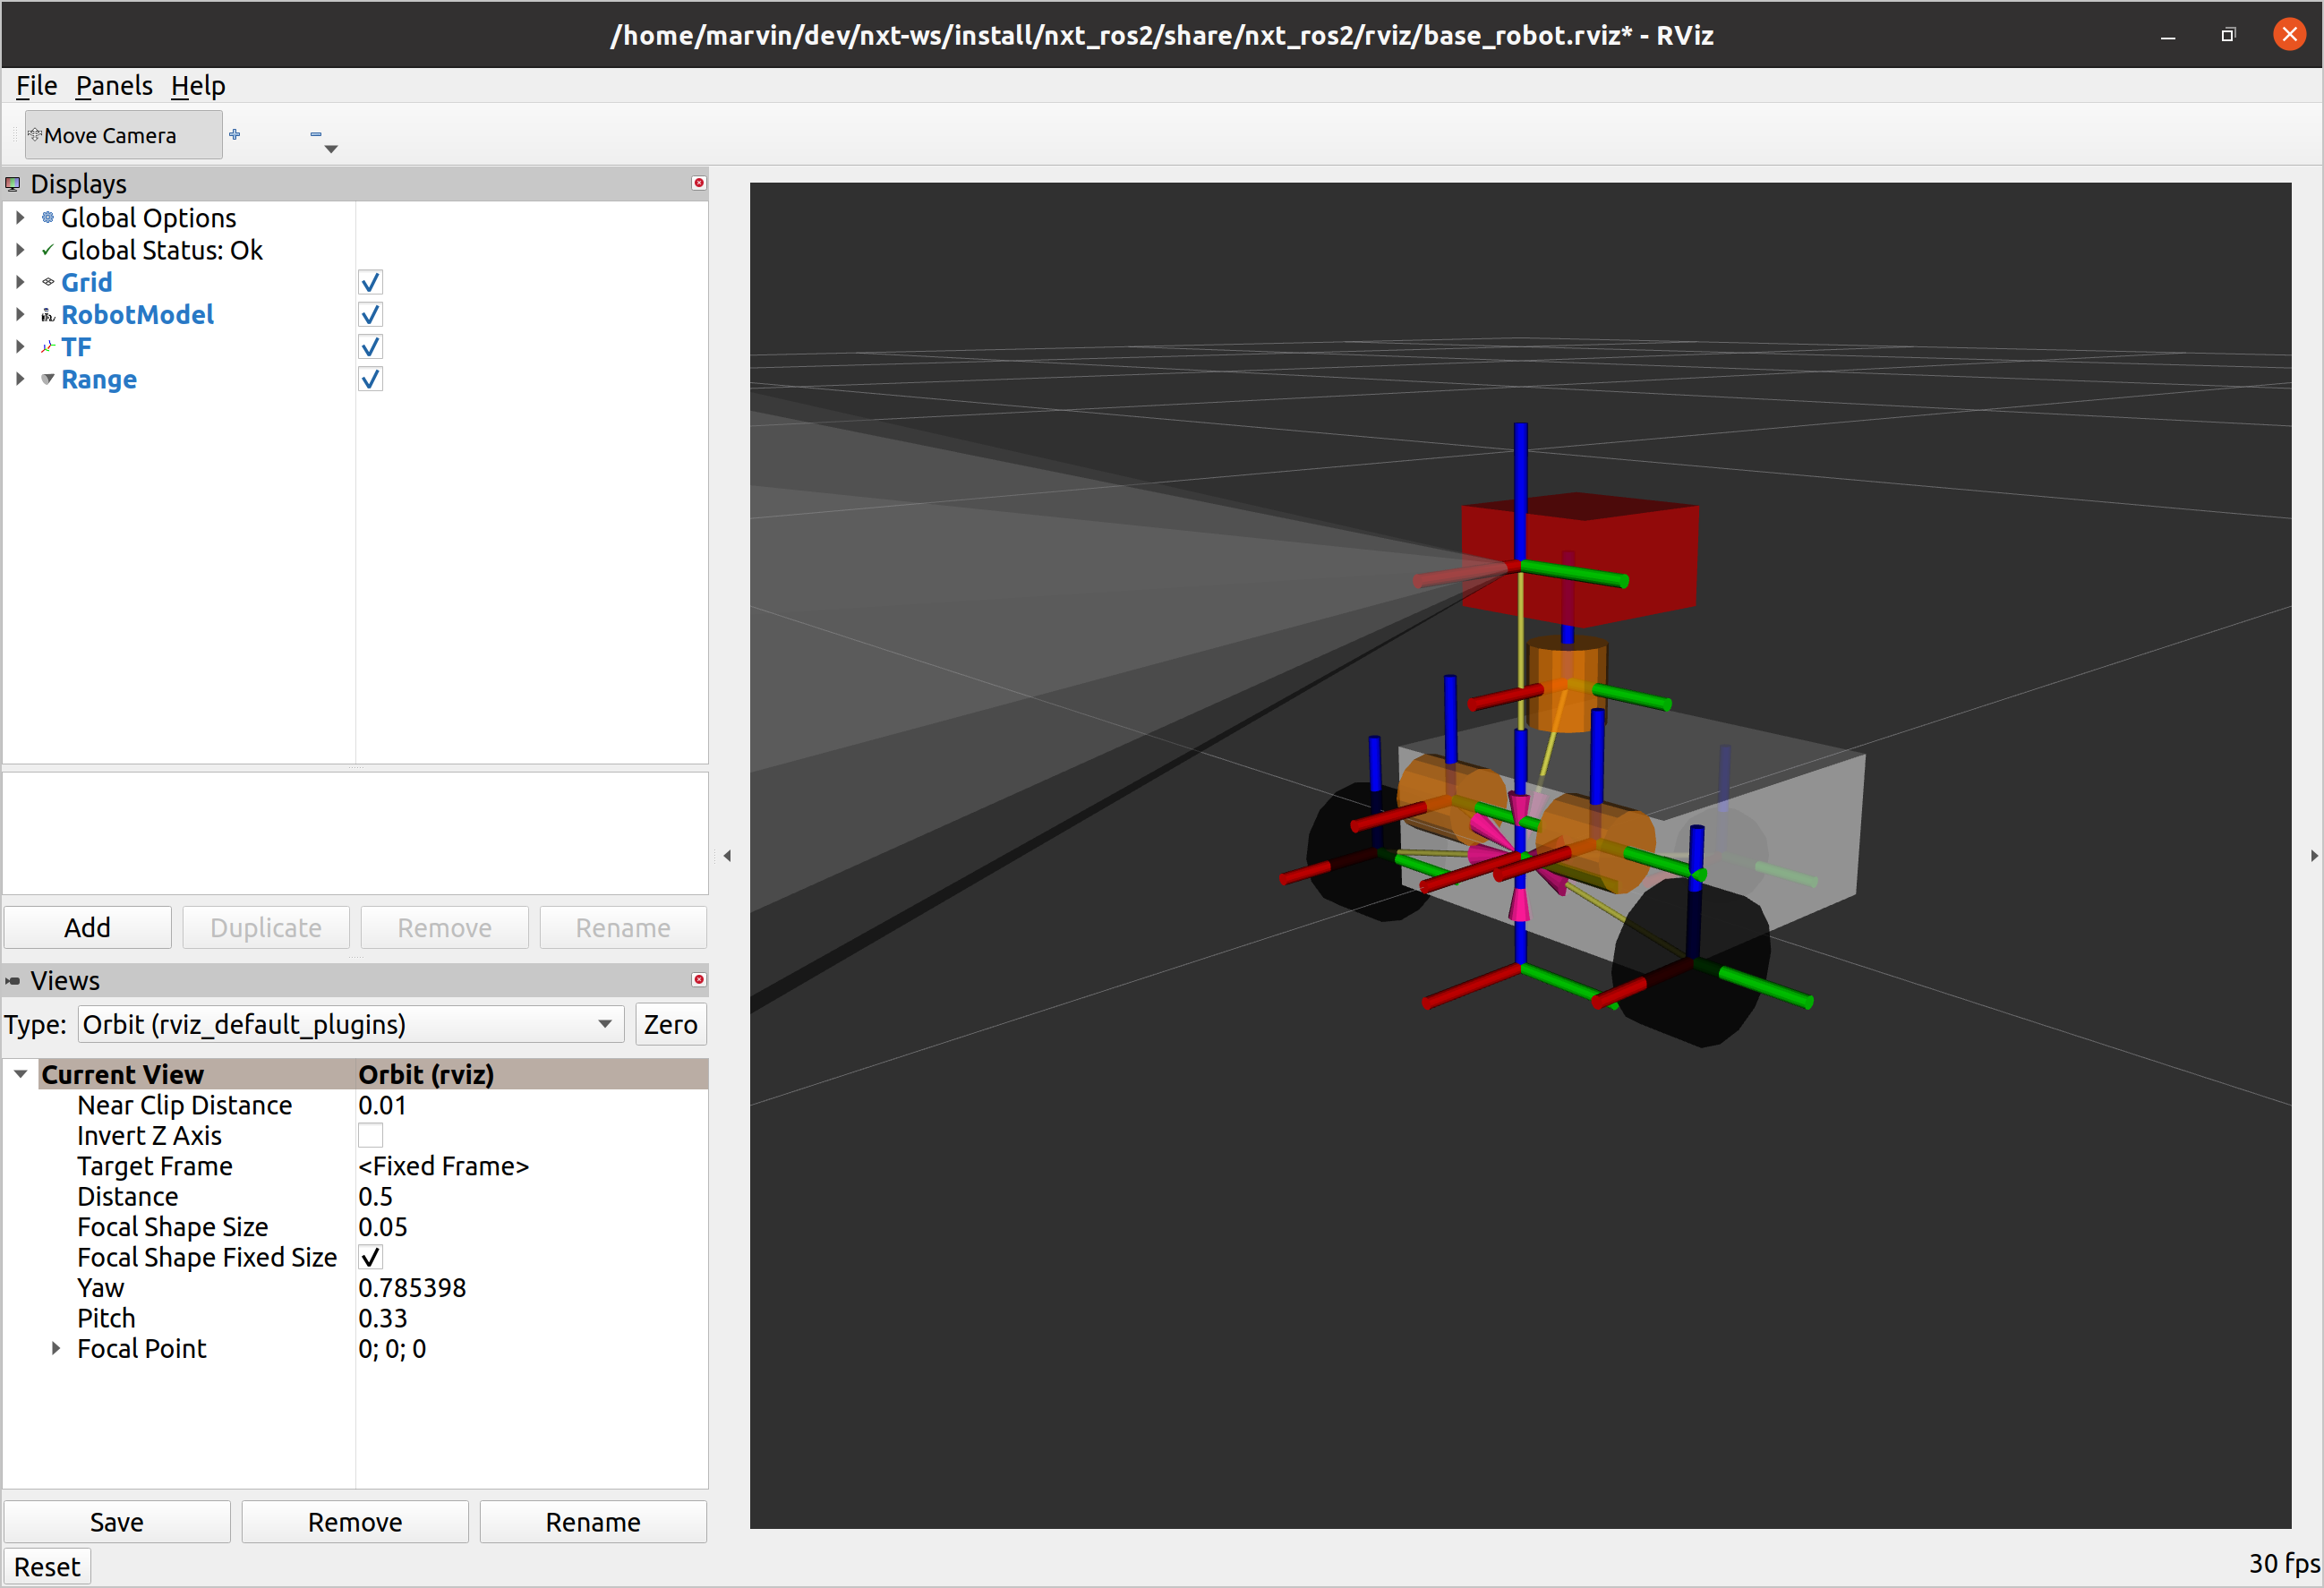 /home/marvin/dev/nxt-ws/install/nxt_ros2/share/nxt_ros2/rviz/base_robot.rviz* - RViz
File Panels Help
Move Camera
Displays
Global Options
Global Status: Ok
Grid
RobotModel
TF
Range
Add Duplicate Remove Rename
Views
Type: Orbit (rviz_default_plugins) Zero
Current View Orbit (rviz)
Near Clip Distance 0.01
Invert Z Axis
Target Frame <Fixed Frame>
Distance 0.5
Focal Shape Size 0.05
Focal Shape Fixed Size
Yaw 0.785398
Pitch 0.33
Focal Point 0; 0; 0
Save Remove Rename
Reset 30 fps